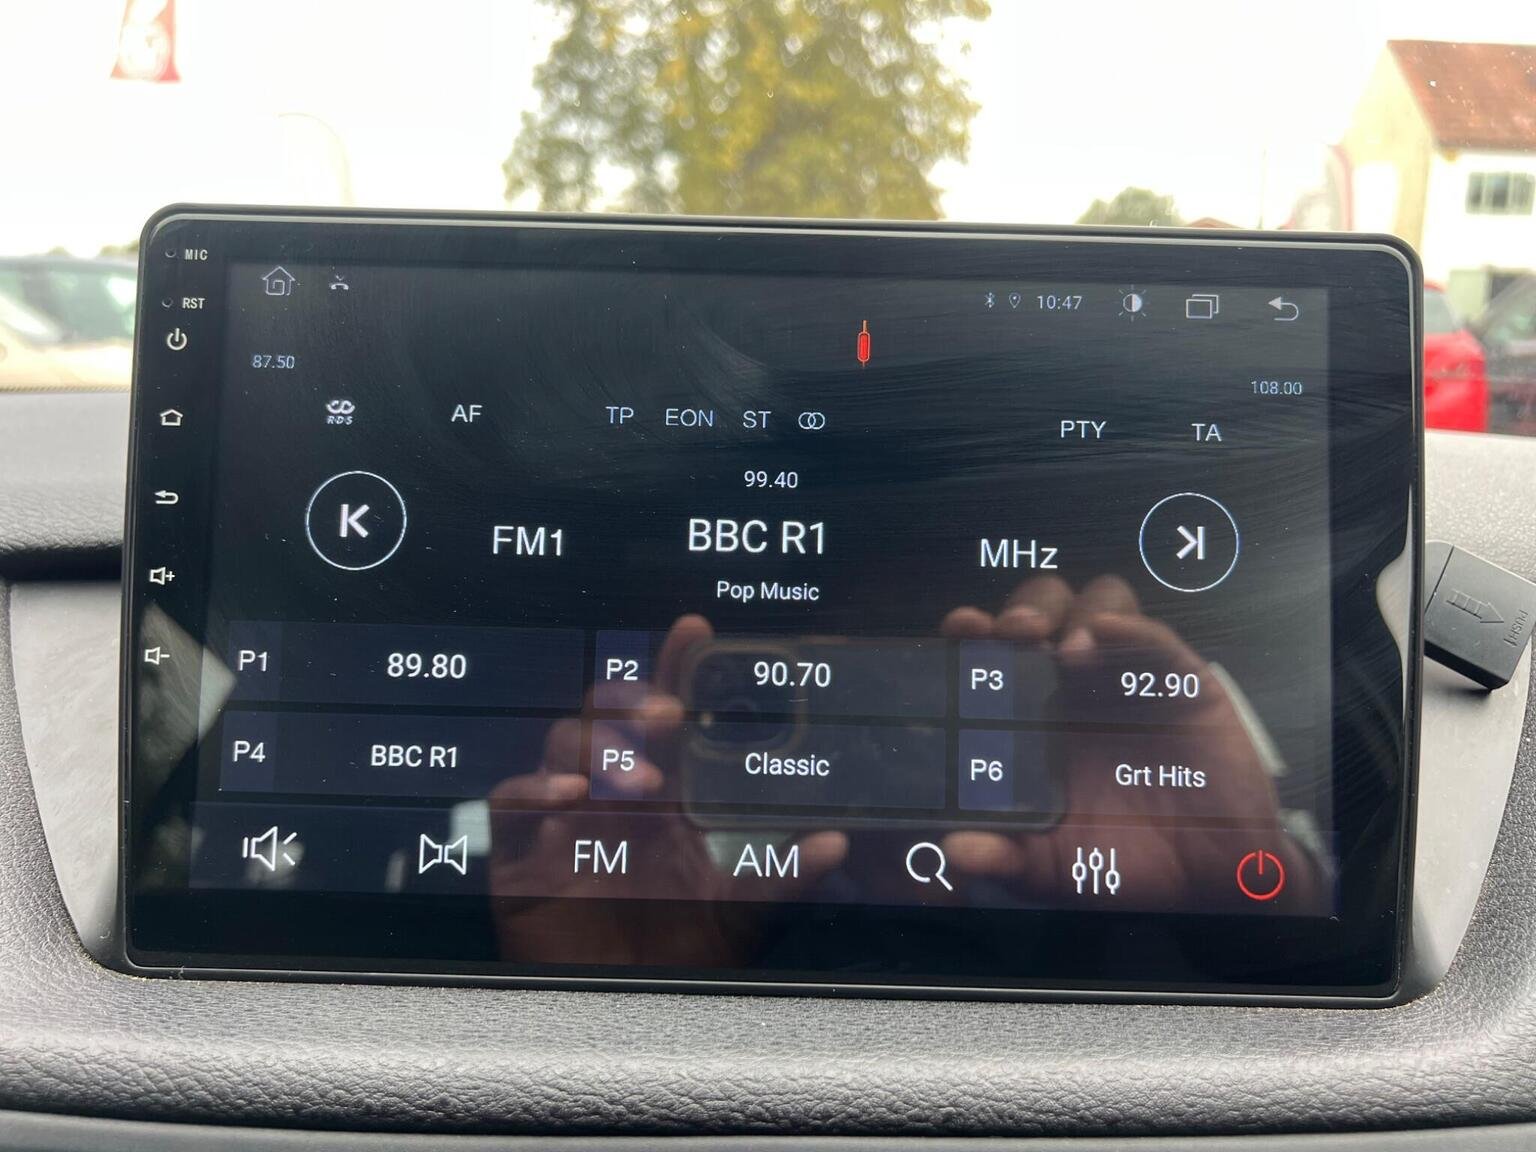 MIC
RST
10:47
87.50
108.00
RDS
AF
TP EON ST
PTY
TA
99.40
FM1
BBC R1
MHz
Pop Music
P1 89.80
P2 90.70
P3 92.90
P4 BBC R1
P5 Classic
P6 Grt Hits
FM
AM
PUSH